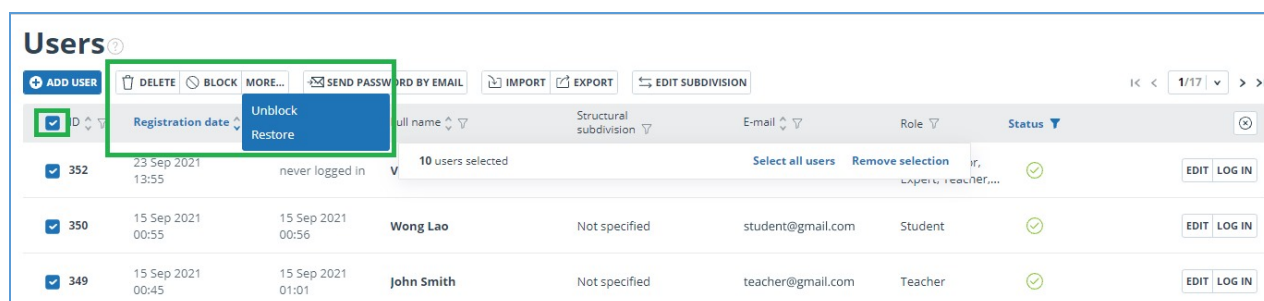 Users
ADD USER DELETE BLOCK MORE... SEND PASSWORD BY EMAIL IMPORT EXPORT EDIT SUBDIVISION 1/17
Unblock
Restore
ID Registration date Full name Structural subdivision E-mail Role Status
10 users selected Select all users Remove selection
352 23 Sep 2021 13:55 never logged in V Expert, Teacher,... EDIT LOG IN
350 15 Sep 2021 00:55 15 Sep 2021 00:56 Wong Lao Not specified student@gmail.com Student EDIT LOG IN
349 15 Sep 2021 00:45 15 Sep 2021 01:01 John Smith Not specified teacher@gmail.com Teacher EDIT LOG IN